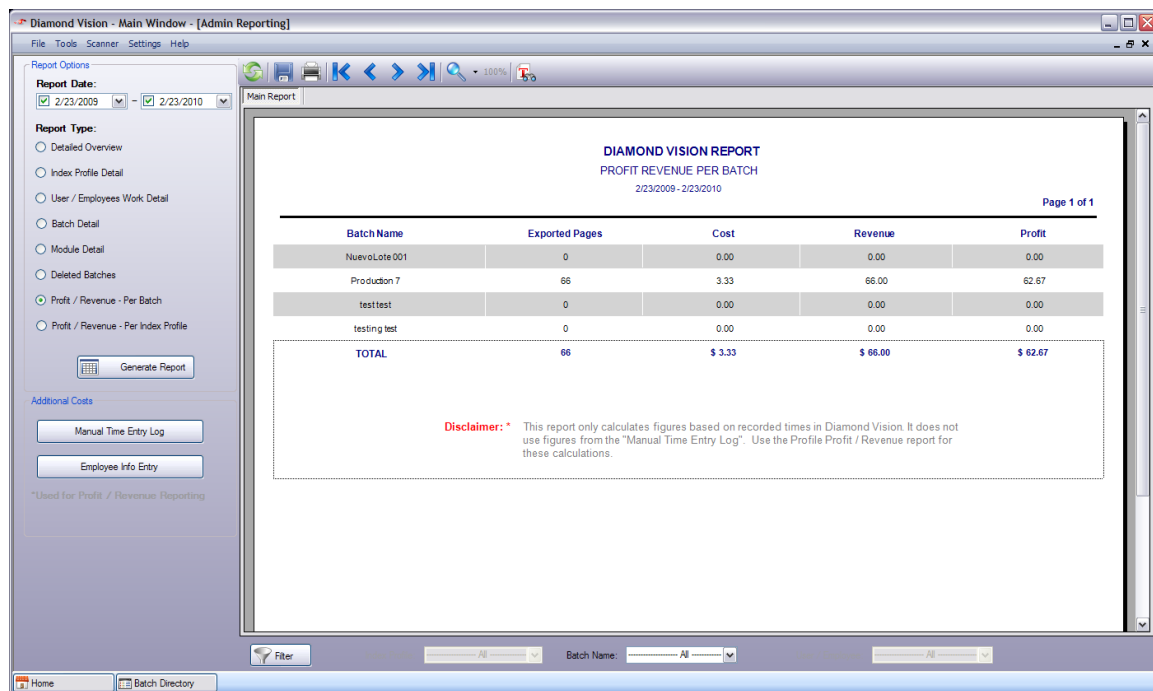 Diamond Vision - Main Window - [Admin Reporting]
File Tools Scanner Settings Help
Report Options
Report Date:
2/23/2009 - 2/23/2010
Report Type:
Detailed Overview
Index Profile Detail
User / Employees Work Detail
Batch Detail
Module Detail
Deleted Batches
Profit / Revenue - Per Batch
Profit / Revenue - Per Index Profile
Generate Report
Additional Costs
Manual Time Entry Log
Employee Info Entry
*Used for Profit / Revenue Reporting
100%
Main Report
DIAMOND VISION REPORT
PROFIT REVENUE PER BATCH
2/23/2009 - 2/23/2010
Page 1 of 1
Batch Name Exported Pages Cost Revenue Profit
NuevoLote 001 0 0.00 0.00 0.00
Production 7 66 3.33 66.00 62.67
test test 0 0.00 0.00 0.00
testing test 0 0.00 0.00 0.00
TOTAL 66 $ 3.33 $ 66.00 $ 62.67
Disclaimer: * This report only calculates figures based on recorded times in Diamond Vision. It does not
use figures from the "Manual Time Entry Log". Use the Profile Profit / Revenue report for
these calculations.
Filter ------------------- All ------------ Batch Name: ------------------- All ------------ ------------------- All ------------
Home Batch Directory